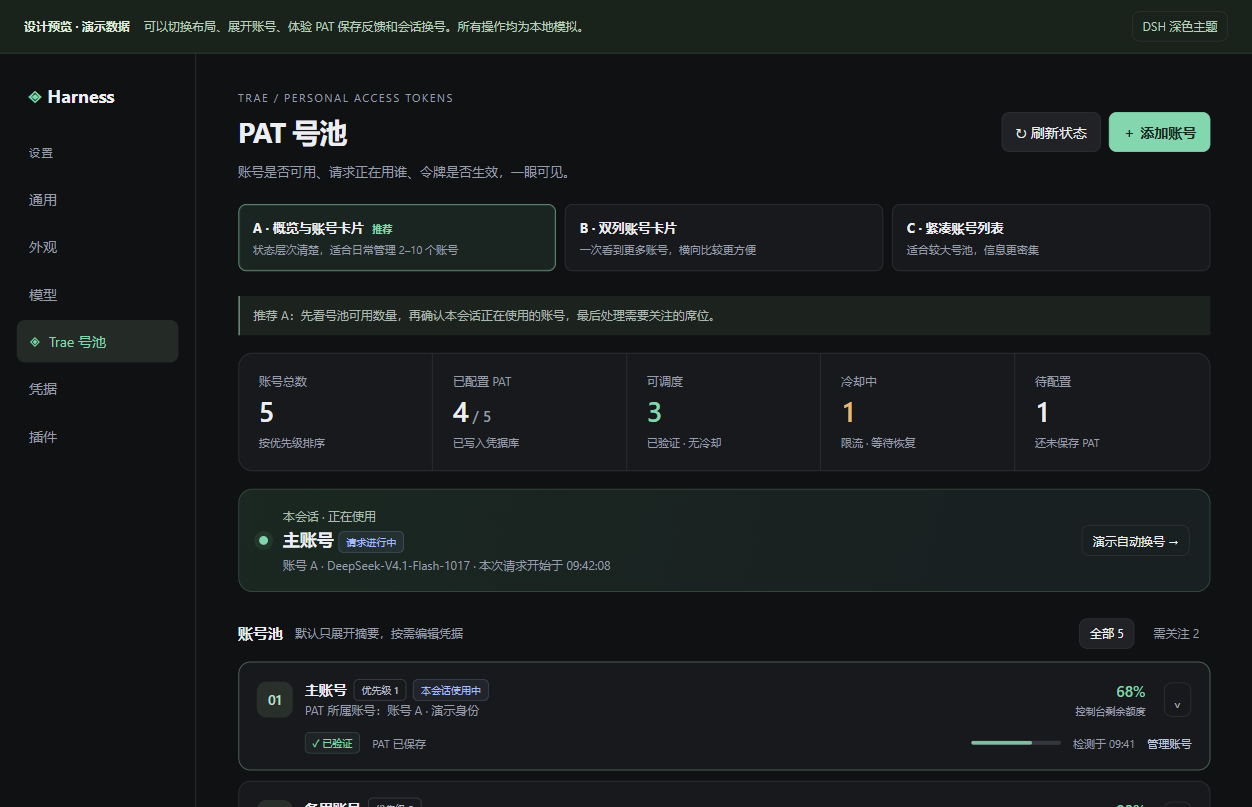 设计预览 · 演示数据 可以切换布局、展开账号、体验 PAT 保存反馈和会话换号。所有操作均为本地模拟。 DSH 深色主题
Harness
设置
通用
外观
模型
Trae 号池
凭据
插件
TRAE / PERSONAL ACCESS TOKENS
PAT 号池
账号是否可用、请求正在用谁、令牌是否生效，一眼可见。
↻ 刷新状态
+ 添加账号
A · 概览与账号卡片 推荐
状态层次清楚，适合日常管理 2–10 个账号
B · 双列账号卡片
一次看到更多账号，横向比较更方便
C · 紧凑账号列表
适合较大号池，信息更密集
推荐 A：先看号池可用数量，再确认本会话正在使用的账号，最后处理需要关注的席位。
账号总数
5
按优先级排序
已配置 PAT
4 / 5
已写入凭据库
可调度
3
已验证 · 无冷却
冷却中
1
限流 · 等待恢复
待配置
1
还未保存 PAT
本会话 · 正在使用
主账号 请求进行中
账号 A · DeepSeek-V4.1-Flash-1017 · 本次请求开始于 09:42:08
演示自动换号 →
账号池 默认只展开摘要，按需编辑凭据
全部 5 需关注 2
01
主账号 优先级 1 本会话使用中
PAT 所属账号：账号 A · 演示身份
68%
控制台剩余额度
✓ 已验证 PAT 已保存
检测于 09:41 管理账号